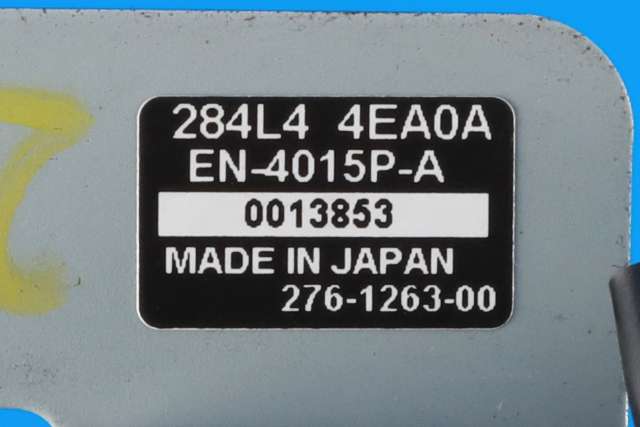 284L4 4EA0A
EN-4015P-A
0013853
MADE IN JAPAN
276-1263-00